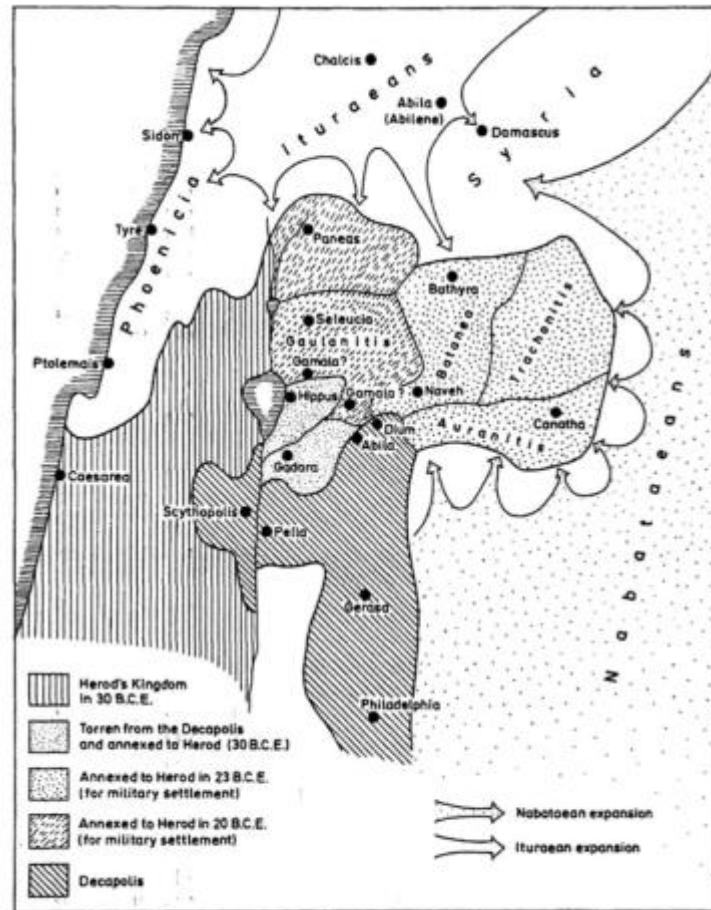 Chalcis
Ituraeans
Abila
(Abilene)
Damascus
Syria
Sidon
Phoenicia
Tyre
Paneas
Bathyra
Seleucia
Gaulanitis
Batanea
Trachonitis
Ptolemais
Gamala?
Hippus
Gamala?
Naveh
Dium
Auranitis
Canatha
Abila
Gadara
Caesarea
Scythopolis
Pella
Nabataeans
Gerasa
Philadelphia
Herod's Kingdom
in 30 B.C.E.
Torren from the Decapolis
and annexed to Herod (30 B.C.E.)
Annexed to Herod in 23 B.C.E.
(for military settlement)
Annexed to Herod in 20 B.C.E.
(for military settlement)
Decapolis
Nabataean expansion
Ituraean expansion